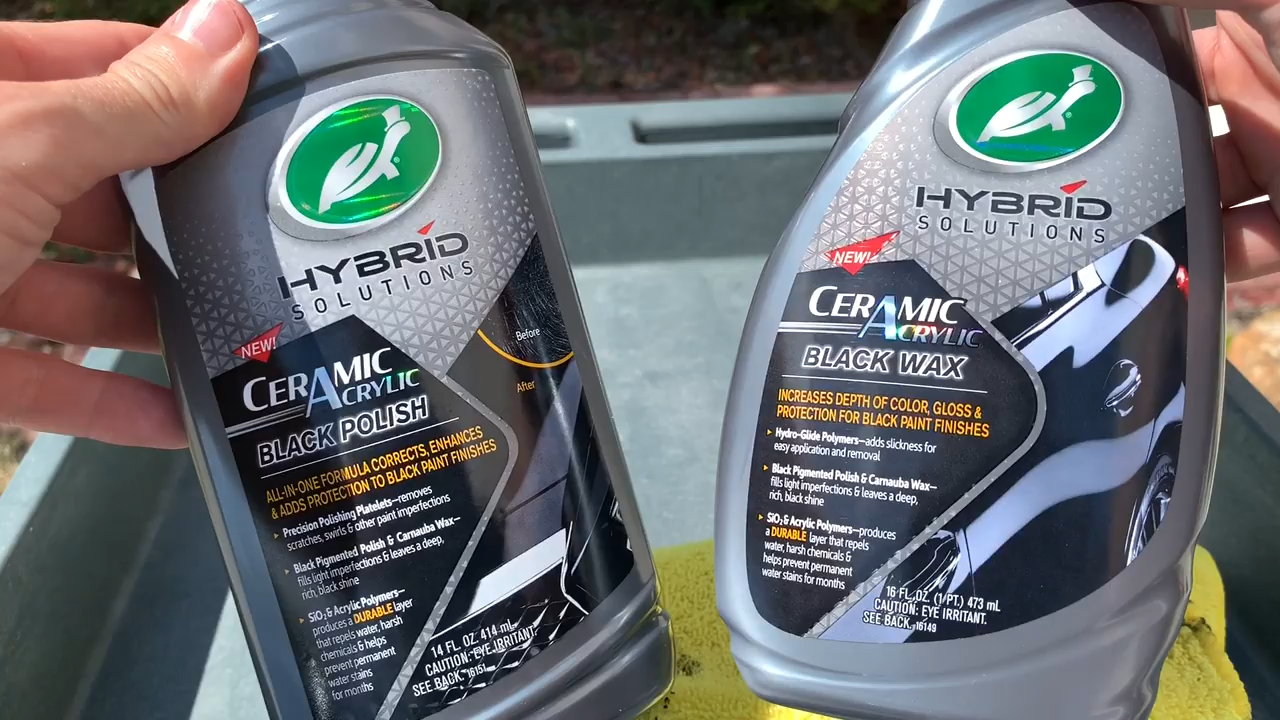 HYBRID
SOLUTIONS
NEW!
CERAMIC
ACRYLIC
BLACK POLISH
ALL-IN-ONE FORMULA CORRECTS, ENHANCES
& ADDS PROTECTION TO BLACK PAINT FINISHES
Precision Polishing Platelets—removes
scratches, swirls & other paint imperfections
Black Pigmented Polish & Carnauba Wax—
fills light imperfections & leaves a deep,
rich, black shine
SiO₂ & Acrylic Polymers—
produces a DURABLE layer
that repels water, harsh
chemicals & helps
prevent permanent
water stains
for months
Before
After
14 FL. OZ. 414 mL
CAUTION: EYE IRRITANT.
SEE BACK. 16151
HYBRID
SOLUTIONS
NEW!
CERAMIC
ACRYLIC
BLACK WAX
INCREASES DEPTH OF COLOR, GLOSS &
PROTECTION FOR BLACK PAINT FINISHES
Hydro-Glide Polymers—adds slickness for
easy application and removal
Black Pigmented Polish & Carnauba Wax—
fills light imperfections & leaves a deep,
rich, black shine
SiO₂ & Acrylic Polymers—produces
a DURABLE layer that repels
water, harsh chemicals &
helps prevent permanent
water stains for months
16 FL. OZ. (1 PT.) 473 mL
CAUTION: EYE IRRITANT.
SEE BACK. 16149